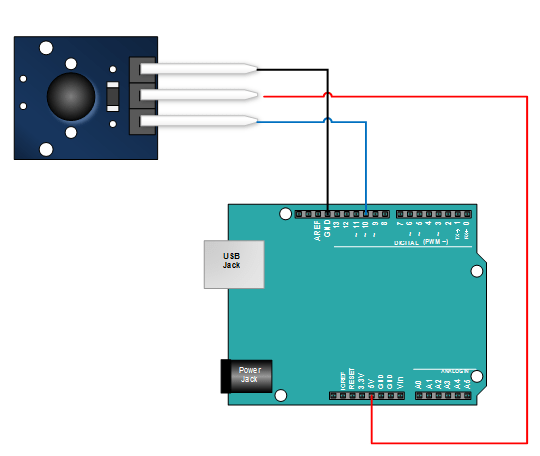 AREF
GND
13
12
~ 11
~ 10
~ 9
8
7
~ 6
~ 5
4
~ 3
2
TX→ 1
RX← 0
DIGITAL (PWM ~)
USB
Jack
Power
Jack
IOREF
RESET
3.3V
5V
GND
GND
Vin
ANALOG IN
A0
A1
A2
A3
A4
A5